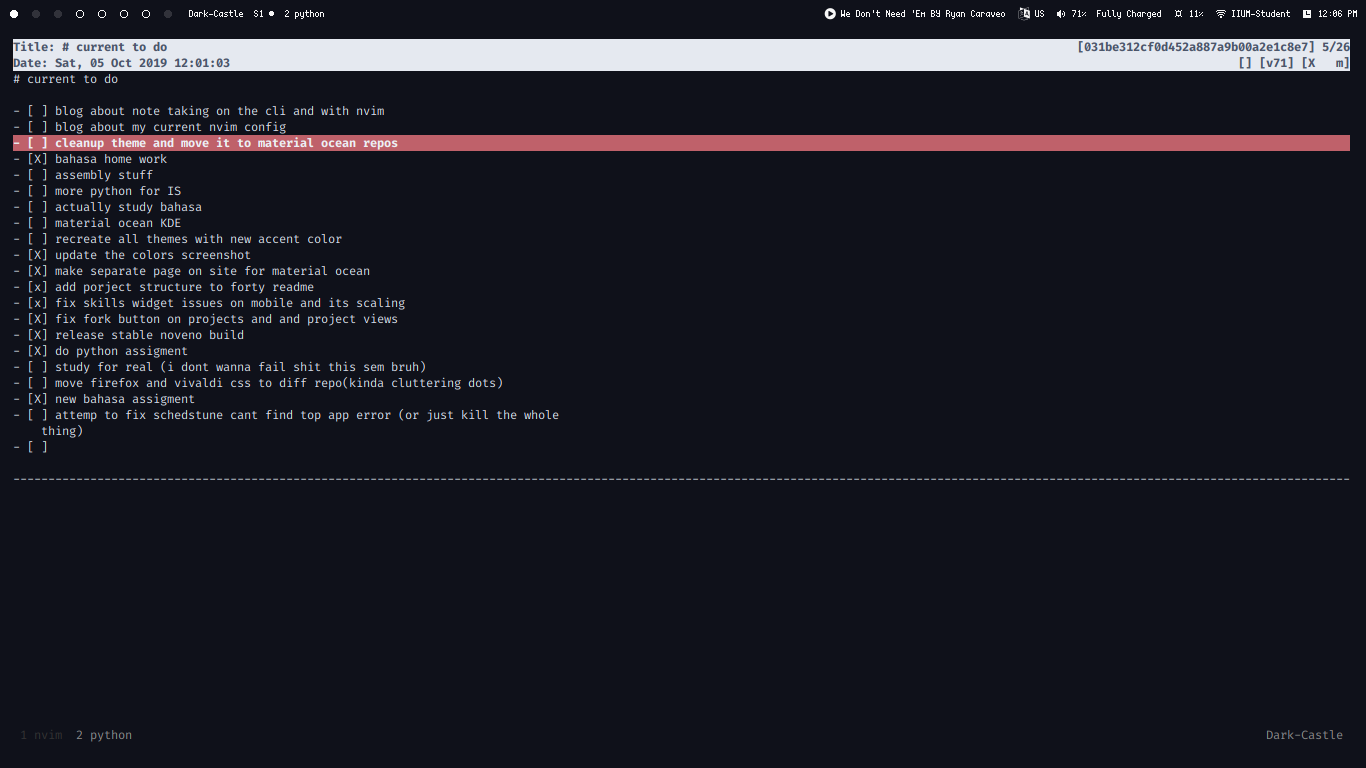 Dark-Castle S1 ● 2 python We Don't Need 'Em BY Ryan Caraveo US 71% Fully Charged 11% IIUM-Student 12:06 PM
Title: # current to do [031be312cf0d452a887a9b00a2e1c8e7] 5/26
Date: Sat, 05 Oct 2019 12:01:03 [] [v71] [X   m]
# current to do
- [ ] blog about note taking on the cli and with nvim
- [ ] blog about my current nvim config
- [ ] cleanup theme and move it to material ocean repos
- [X] bahasa home work
- [ ] assembly stuff
- [ ] more python for IS
- [ ] actually study bahasa
- [ ] material ocean KDE
- [ ] recreate all themes with new accent color
- [X] update the colors screenshot
- [X] make separate page on site for material ocean
- [x] add porject structure to forty readme
- [x] fix skills widget issues on mobile and its scaling
- [X] fix fork button on projects and and project views
- [X] release stable noveno build
- [X] do python assigment
- [ ] study for real (i dont wanna fail shit this sem bruh)
- [ ] move firefox and vivaldi css to diff repo(kinda cluttering dots)
- [X] new bahasa assigment
- [ ] attemp to fix schedstune cant find top app error (or just kill the whole
thing)
- [ ]
1 nvim 2 python Dark-Castle